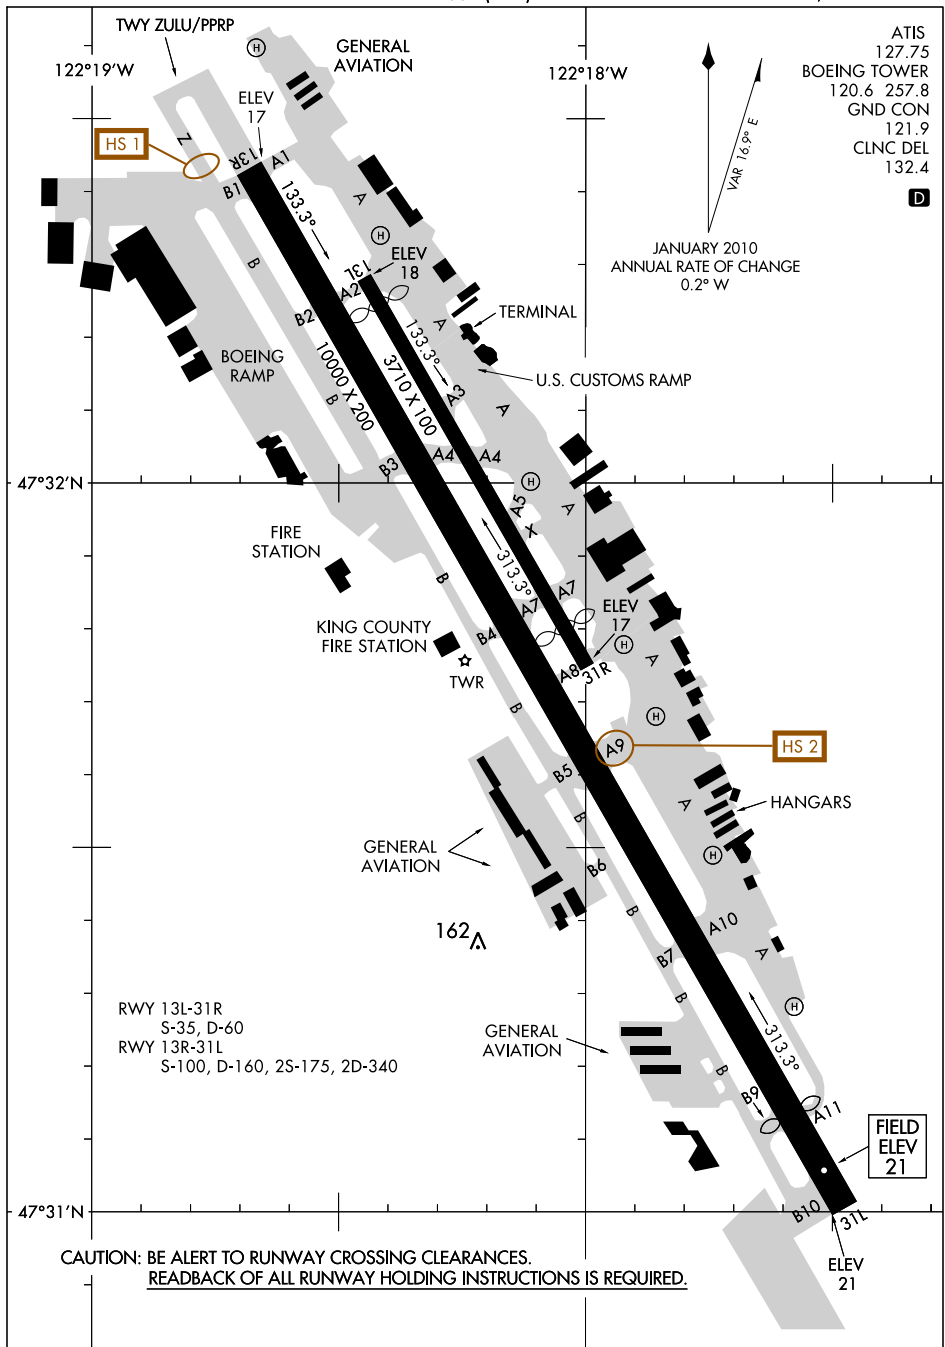 TWY ZULU/PPRP
GENERAL
AVIATION
122°19'W
122°18'W
ATIS
127.75
BOEING TOWER
120.6 257.8
GND CON
121.9
CLNC DEL
132.4
D
VAR 16.9° E
JANUARY 2010
ANNUAL RATE OF CHANGE
0.2° W
H
ELEV
17
HS 1
Z
13R
A1
B1
133.3°
A
H
B
13L
ELEV
18
A2
B2
A
TERMINAL
133.3°
BOEING
RAMP
10000 X 200
3710 X 100
U.S. CUSTOMS RAMP
B
A3
A
B3
A4
A4
47°32'N
H
A5
A
X
FIRE
STATION
313.3°
B
A7
A7
ELEV
17
KING COUNTY
FIRE STATION
B4
H
TWR
A8
31R
A
B
H
A9
HS 2
B5
A
HANGARS
B
GENERAL
AVIATION
B6
H
B
A10
162
B7
A
B
H
RWY 13L-31R
S-35, D-60
RWY 13R-31L
S-100, D-160, 2S-175, 2D-340
GENERAL
AVIATION
313.3°
B
B9
A11
FIELD
ELEV
21
47°31'N
B10
31L
ELEV
21
CAUTION: BE ALERT TO RUNWAY CROSSING CLEARANCES.
READBACK OF ALL RUNWAY HOLDING INSTRUCTIONS IS REQUIRED.